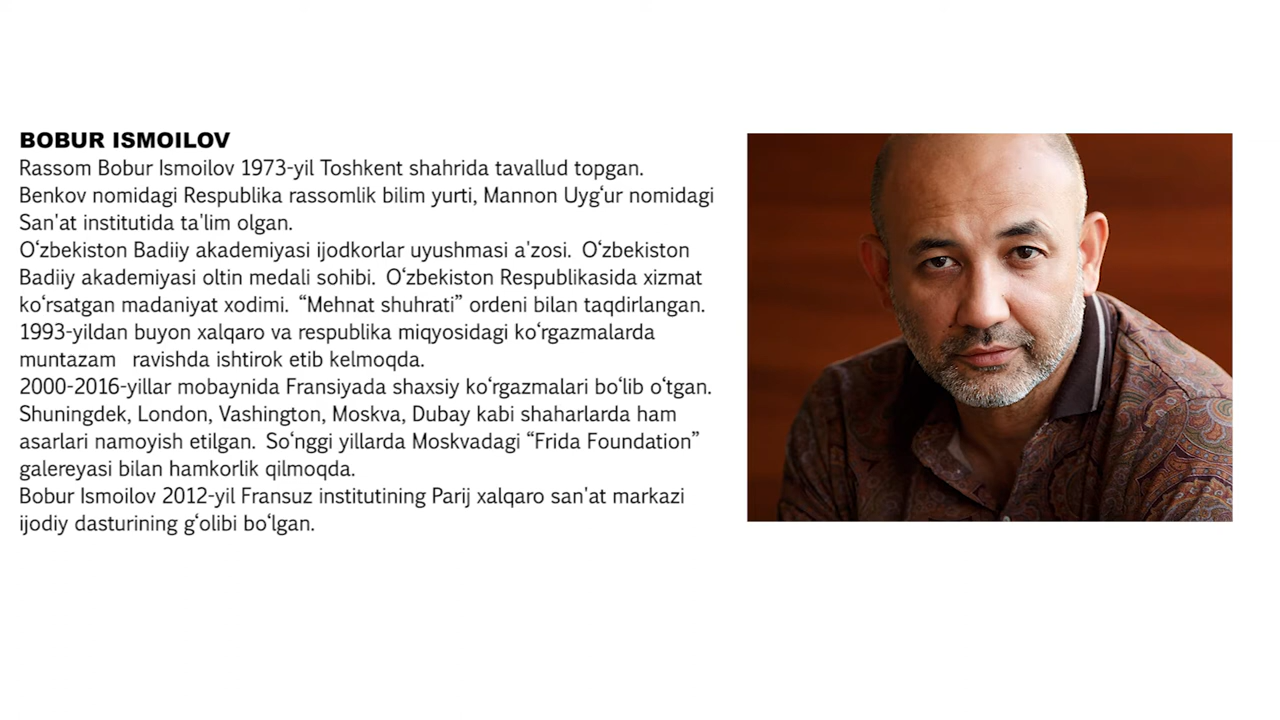 BOBUR ISMOILOV
Rassom Bobur Ismoilov 1973-yil Toshkent shahrida tavallud topgan.
Benkov nomidagi Respublika rassomlik bilim yurti, Mannon Uyg‘ur nomidagi
San'at institutida ta'lim olgan.
O‘zbekiston Badiiy akademiyasi ijodkorlar uyushmasi a'zosi. O‘zbekiston
Badiiy akademiyasi oltin medali sohibi. O‘zbekiston Respublikasida xizmat
ko‘rsatgan madaniyat xodimi. “Mehnat shuhrati” ordeni bilan taqdirlangan.
1993-yildan buyon xalqaro va respublika miqyosidagi ko‘rgazmalarda
muntazam ravishda ishtirok etib kelmoqda.
2000-2016-yillar mobaynida Fransiyada shaxsiy ko‘rgazmalari bo‘lib o‘tgan.
Shuningdek, London, Vashington, Moskva, Dubay kabi shaharlarda ham
asarlari namoyish etilgan. So‘nggi yillarda Moskvadagi “Frida Foundation”
galereyasi bilan hamkorlik qilmoqda.
Bobur Ismoilov 2012-yil Fransuz institutining Parij xalqaro san'at markazi
ijodiy dasturining g‘olibi bo‘lgan.